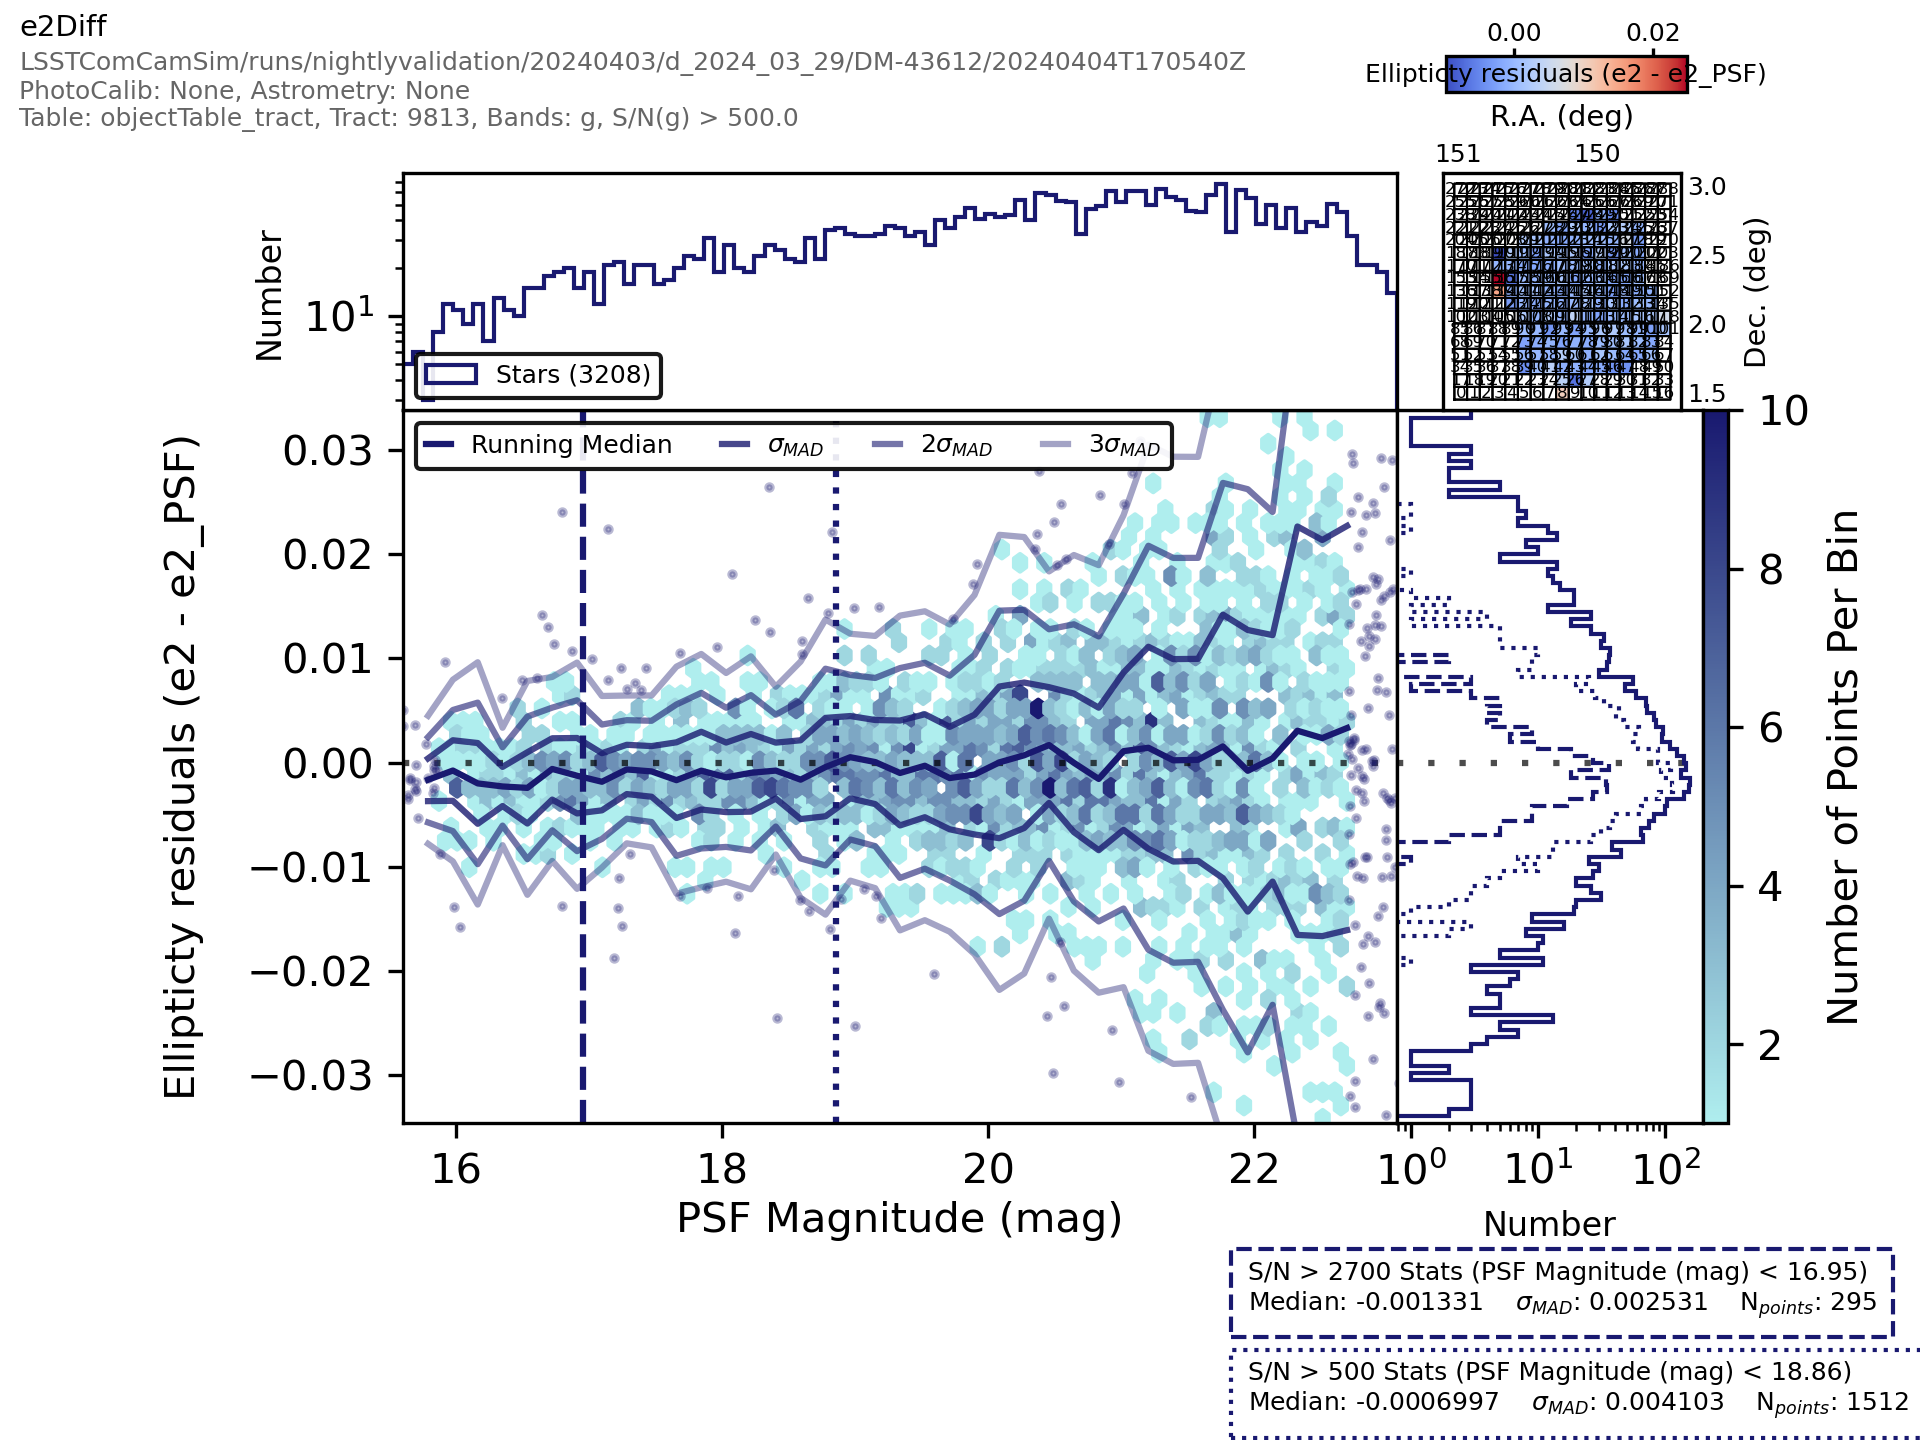 e2Diff
LSSTComCamSim/runs/nightlyvalidation/20240403/d_2024_03_29/DM-43612/20240404T170540Z
PhotoCalib: None, Astrometry: None
Table: objectTable_tract, Tract: 9813, Bands: g, S/N(g) > 500.0
0.00 0.02
Ellipticty residuals (e2 - e2_PSF)
R.A. (deg)
151 150
3.0
2.5
2.0
1.5
Dec. (deg)
Number
10¹
Stars (3208)
Running Median σMAD 2σMAD 3σMAD
Ellipticty residuals (e2 - e2_PSF)
0.03
0.02
0.01
0.00
−0.01
−0.02
−0.03
16 18 20 22
PSF Magnitude (mag)
10⁰ 10¹ 10²
Number
10
8
6
4
2
Number of Points Per Bin
S/N > 2700 Stats (PSF Magnitude (mag) < 16.95)
Median: -0.001331 σMAD: 0.002531 Npoints: 295
S/N > 500 Stats (PSF Magnitude (mag) < 18.86)
Median: -0.0006997 σMAD: 0.004103 Npoints: 1512